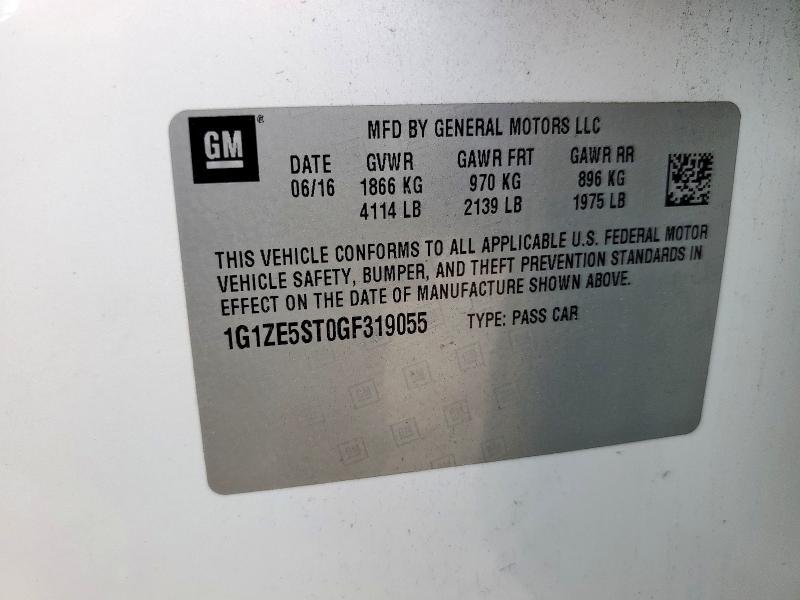 GM®
MFD BY GENERAL MOTORS LLC
DATE GVWR GAWR FRT GAWR RR
06/16 1866 KG 970 KG 896 KG
4114 LB 2139 LB 1975 LB
THIS VEHICLE CONFORMS TO ALL APPLICABLE U.S. FEDERAL MOTOR
VEHICLE SAFETY, BUMPER, AND THEFT PREVENTION STANDARDS IN
EFFECT ON THE DATE OF MANUFACTURE SHOWN ABOVE.
1G1ZE5ST0GF319055 TYPE: PASS CAR